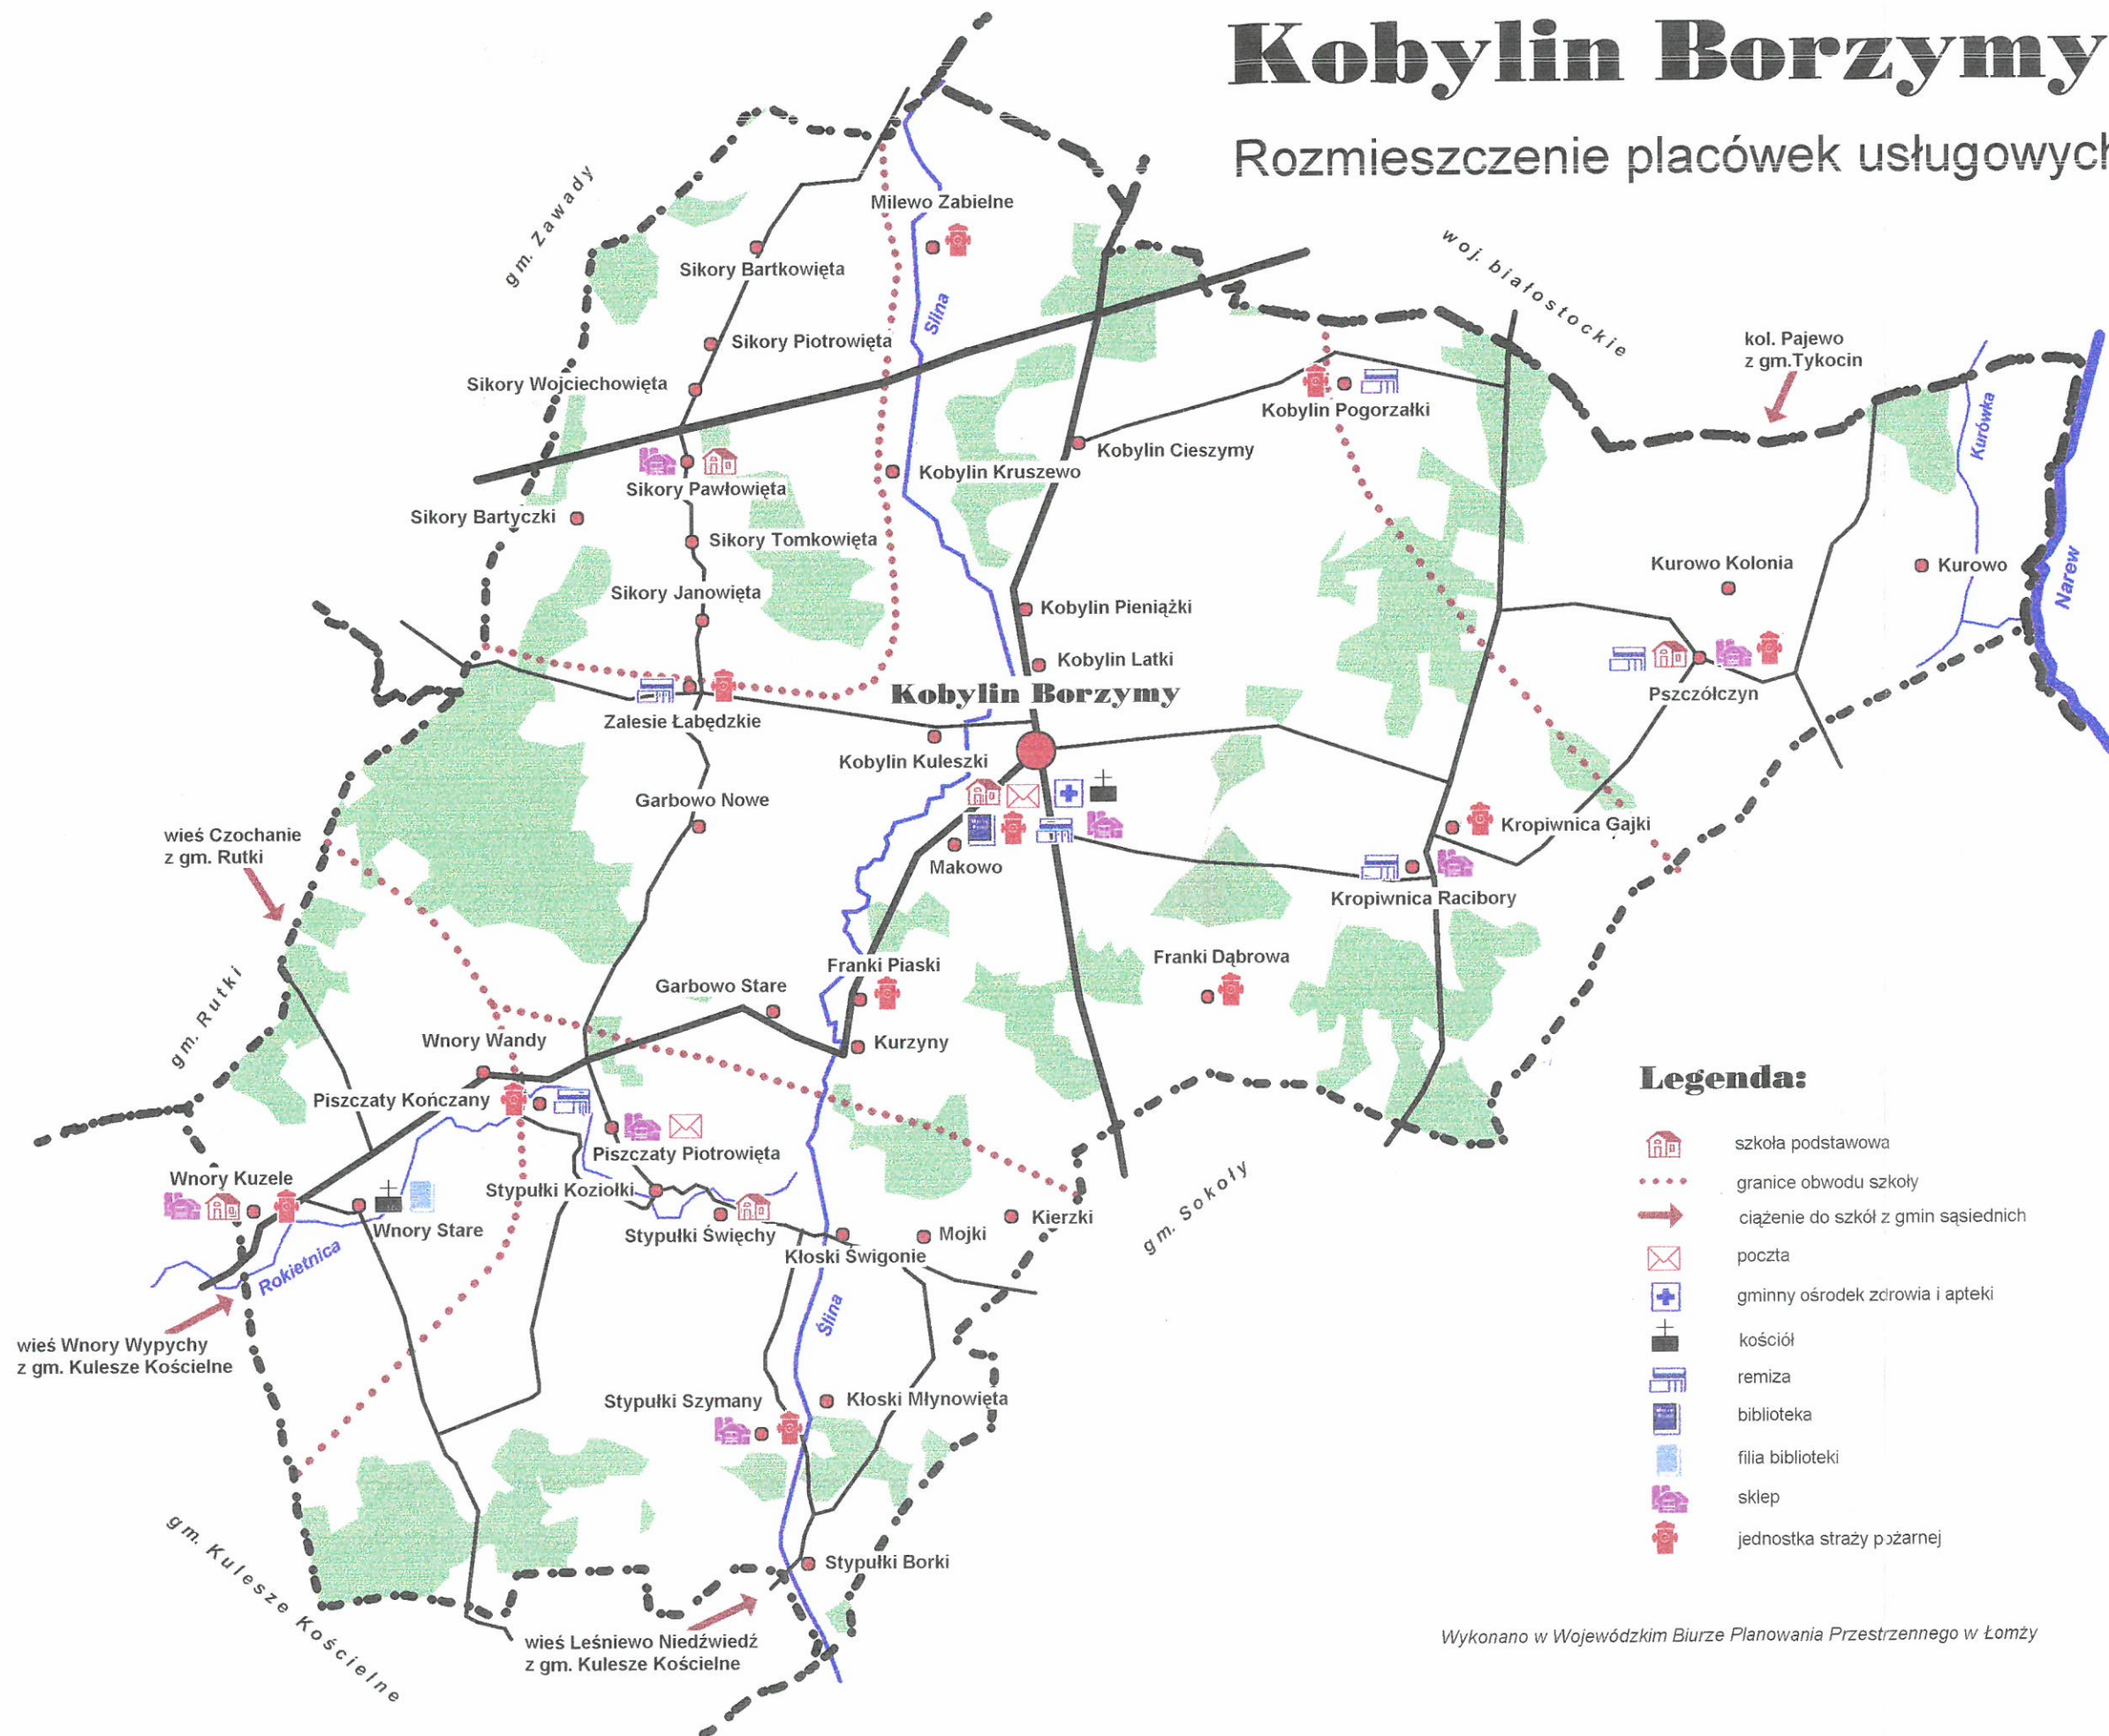 Kobylin Borzymy
Rozmieszczenie placówek usługowych
gm. Zawady
Milewo Zabielne
woj. białostockie
Sikory Bartkowięta
Slina
Sikory Piotrowięta
kol. Pajewo
z gm.Tykocin
Sikory Wojciechowięta
Kobylin Pogorzałki
Kurówka
Kobylin Cieszymy
Kobylin Kruszewo
Sikory Pawłowięta
Sikory Bartyczki
Sikory Tomkowięta
Kurowo Kolonia
Kurowo
Narew
Sikory Janowięta
Kobylin Pieniążki
Kobylin Latki
Kobylin Borzymy
Pszczółczyn
Zalesie Łabędzkie
Kobylin Kuleszki
Garbowo Nowe
Kropiwnica Gajki
wieś Czochanie
z gm. Rutki
Makowo
Kropiwnica Racibory
Franki Dąbrowa
Franki Piaski
gm. Rutki
Garbowo Stare
Wnory Wandy
Kurzyny
Piszczaty Kończany
Piszczaty Piotrowięta
Wnory Kuzele
Stypułki Koziołki
Wnory Stare
Stypułki Święchy
Mojki
Kierzki
gm. Sokoły
Kłoski Świgonie
Rokietnica
Ślina
wieś Wnory Wypychy
z gm. Kulesze Kościelne
Stypułki Szymany
Kłoski Młynowięta
gm. Kulesze Kościelne
Stypułki Borki
wieś Leśniewo Niedźwiedź
z gm. Kulesze Kościelne
Legenda:
szkoła podstawowa
granice obwodu szkoły
ciążenie do szkół z gmin sąsiednich
poczta
gminny ośrodek zdrowia i apteki
kościół
remiza
biblioteka
filia biblioteki
sklep
jednostka straży pożarnej
Wykonano w Wojewódzkim Biurze Planowania Przestrzennego w Łomży